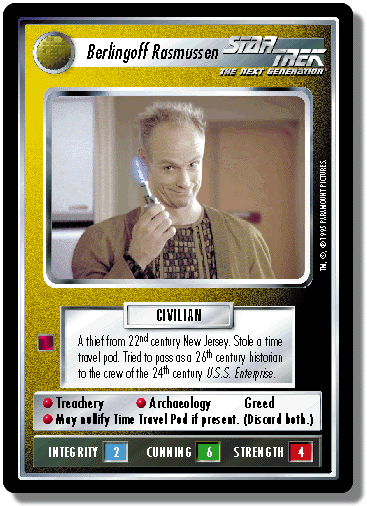 Berlingoff Rasmussen STAR TREK
THE NEXT GENERATION
TM, ®, © 1995 PARAMOUNT PICTURES.
CIVILIAN
A thief from 22nd century New Jersey. Stole a time
travel pod. Tried to pass as a 26th century historian
to the crew of the 24th century U.S.S. Enterprise.
Treachery Archaeology Greed
May nullify Time Travel Pod if present. (Discard both.)
INTEGRITY 2 CUNNING 6 STRENGTH 4